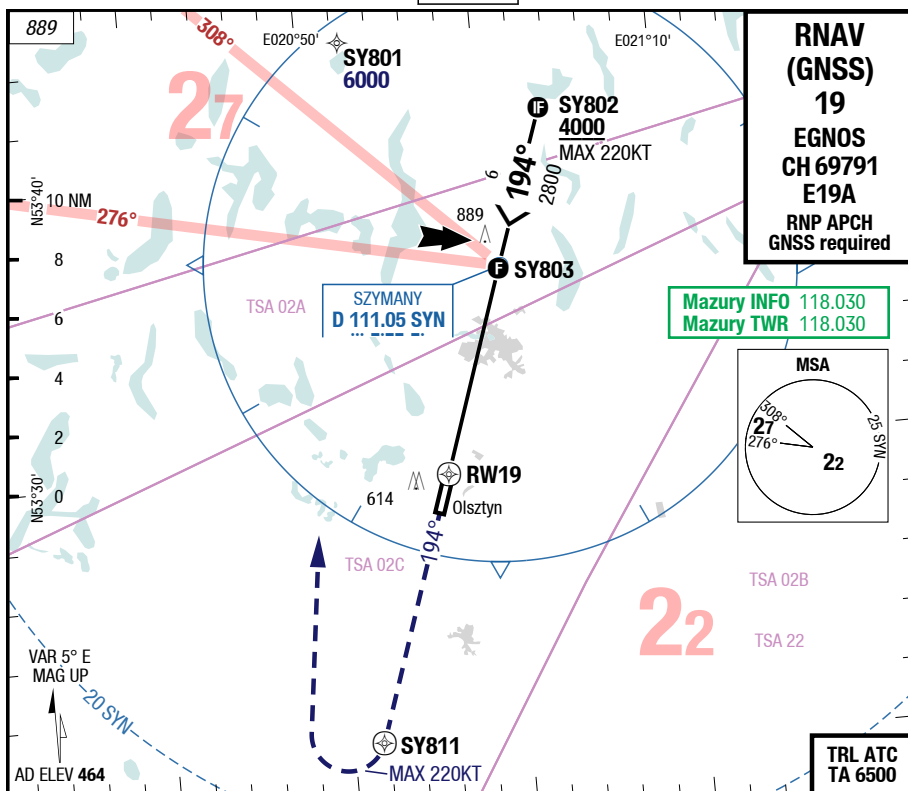 889
308°
E020°50'
SY801
6000
E021°10'
27
IF SY802
4000
MAX 220KT
RNAV
(GNSS)
19
EGNOS
CH 69791
E19A
RNP APCH
GNSS required
6
194°
2800
N53°40'
10 NM
276°
889
8
F SY803
TSA 02A
SZYMANY
D 111.05 SYN
Mazury INFO 118.030
Mazury TWR 118.030
6
4
2
0
N53°30'
MSA
308°
27
276°
22
25 SYN
RW19
614
Olsztyn
194°
TSA 02C
TSA 02B
22
TSA 22
VAR 5° E
MAG UP
20 SYN
SY811
MAX 220KT
AD ELEV 464
TRL ATC
TA 6500